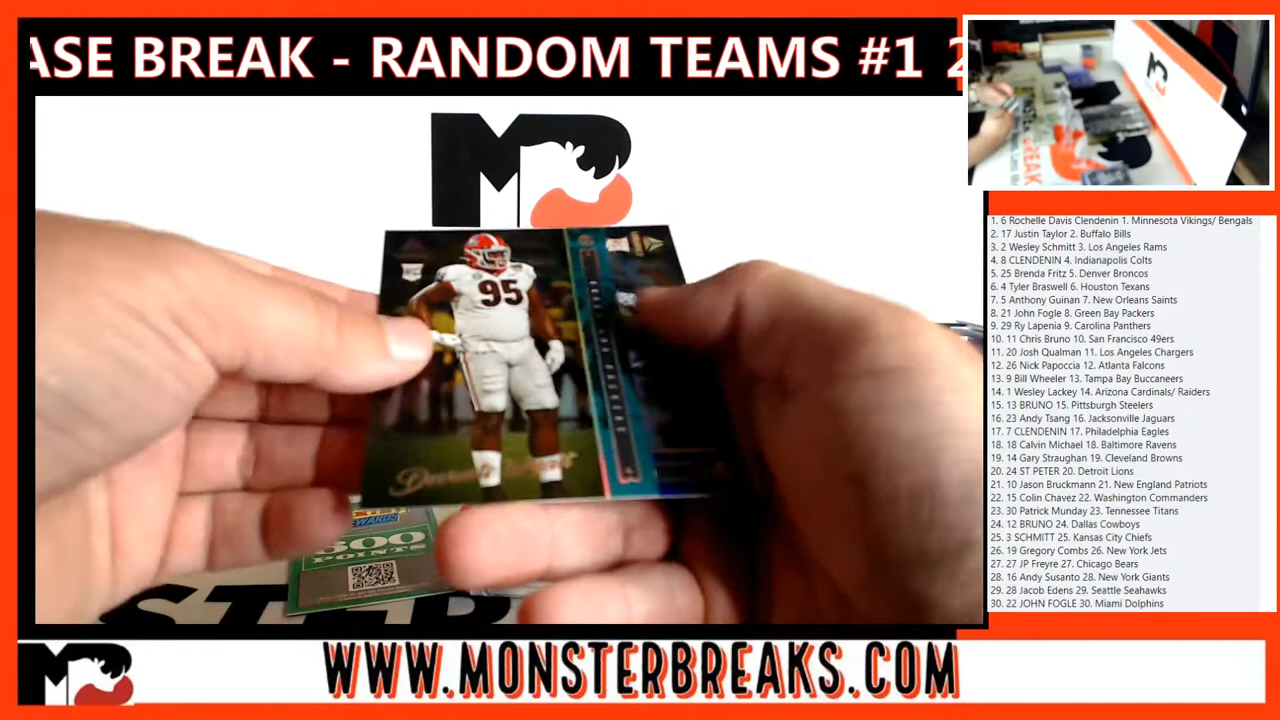 ASE BREAK - RANDOM TEAMS #1
MB
95
RC
600
POINTS
1. 6 Rochelle Davis Clendenin 1. Minnesota Vikings/ Bengals
2. 17 Justin Taylor 2. Buffalo Bills
3. 2 Wesley Schmitt 3. Los Angeles Rams
4. 8 CLENDENIN 4. Indianapolis Colts
5. 25 Brenda Fritz 5. Denver Broncos
6. 4 Tyler Braswell 6. Houston Texans
7. 5 Anthony Guinan 7. New Orleans Saints
8. 21 John Fogle 8. Green Bay Packers
9. 29 Ry Lapenia 9. Carolina Panthers
10. 11 Chris Bruno 10. San Francisco 49ers
11. 20 Josh Qualman 11. Los Angeles Chargers
12. 26 Nick Papoccia 12. Atlanta Falcons
13. 9 Bill Wheeler 13. Tampa Bay Buccaneers
14. 1 Wesley Lackey 14. Arizona Cardinals/ Raiders
15. 13 BRUNO 15. Pittsburgh Steelers
16. 23 Andy Tsang 16. Jacksonville Jaguars
17. 7 CLENDENIN 17. Philadelphia Eagles
18. 18 Calvin Michael 18. Baltimore Ravens
19. 14 Gary Straughan 19. Cleveland Browns
20. 24 ST PETER 20. Detroit Lions
21. 10 Jason Bruckmann 21. New England Patriots
22. 15 Colin Chavez 22. Washington Commanders
23. 30 Patrick Munday 23. Tennessee Titans
24. 12 BRUNO 24. Dallas Cowboys
25. 3 SCHMITT 25. Kansas City Chiefs
26. 19 Gregory Combs 26. New York Jets
27. 27 JP Freyre 27. Chicago Bears
28. 16 Andy Susanto 28. New York Giants
29. 28 Jacob Edens 29. Seattle Seahawks
30. 22 JOHN FOGLE 30. Miami Dolphins
WWW.MONSTERBREAKS.COM